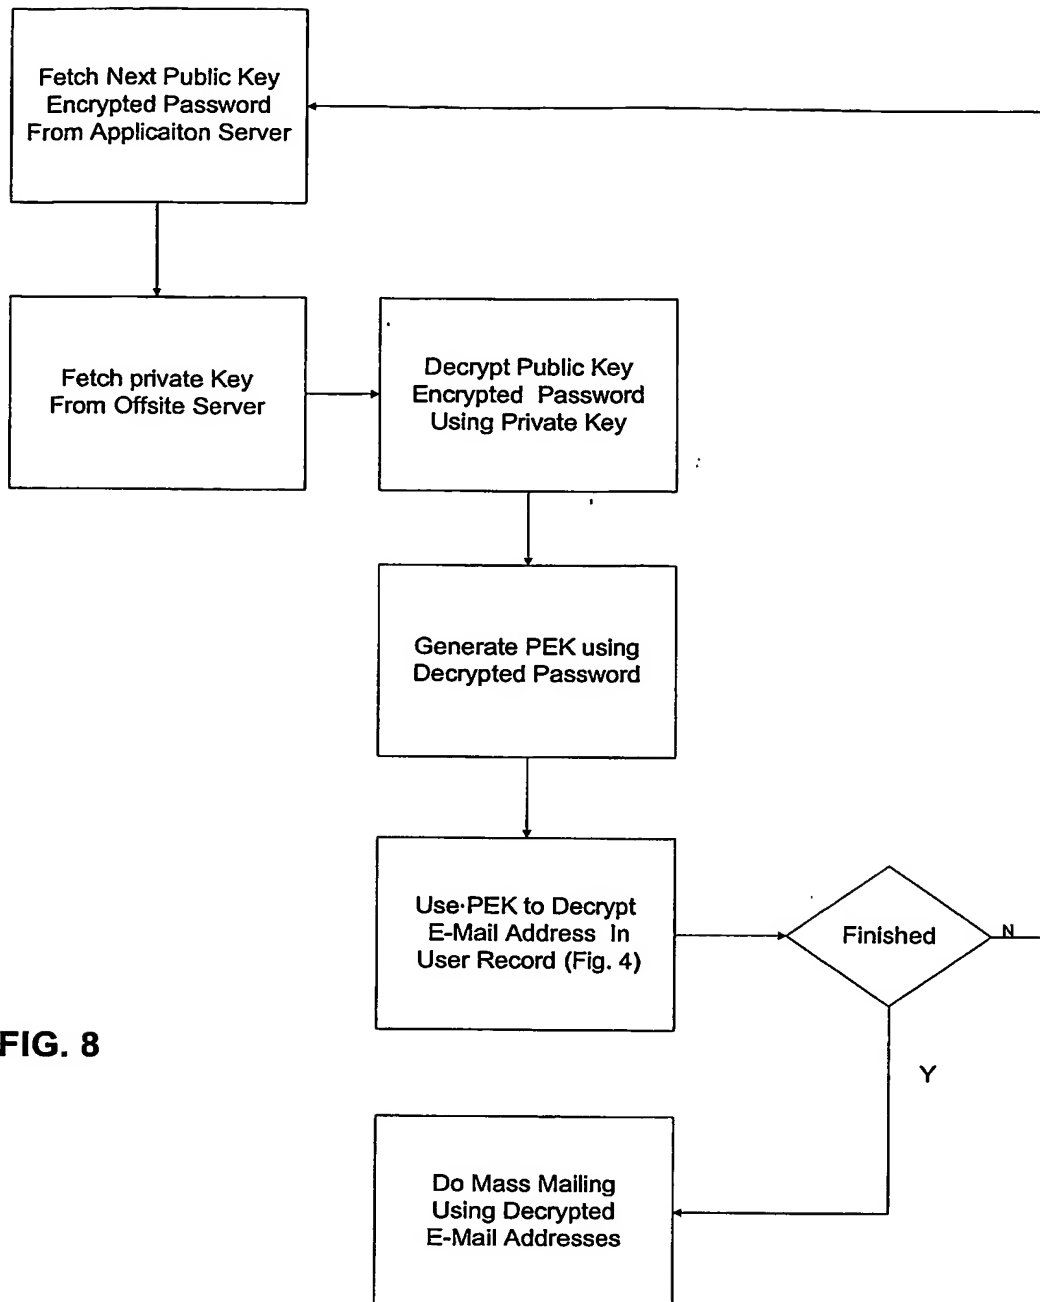 Fetch Next Public Key
Encrypted Password
From Applicaiton Server
Fetch private Key
From Offsite Server
Decrypt Public Key
Encrypted Password
Using Private Key
Generate PEK using
Decrypted Password
Use PEK to Decrypt
E-Mail Address In
User Record (Fig. 4)
Finished
N
Y
FIG. 8
Do Mass Mailing
Using Decrypted
E-Mail Addresses